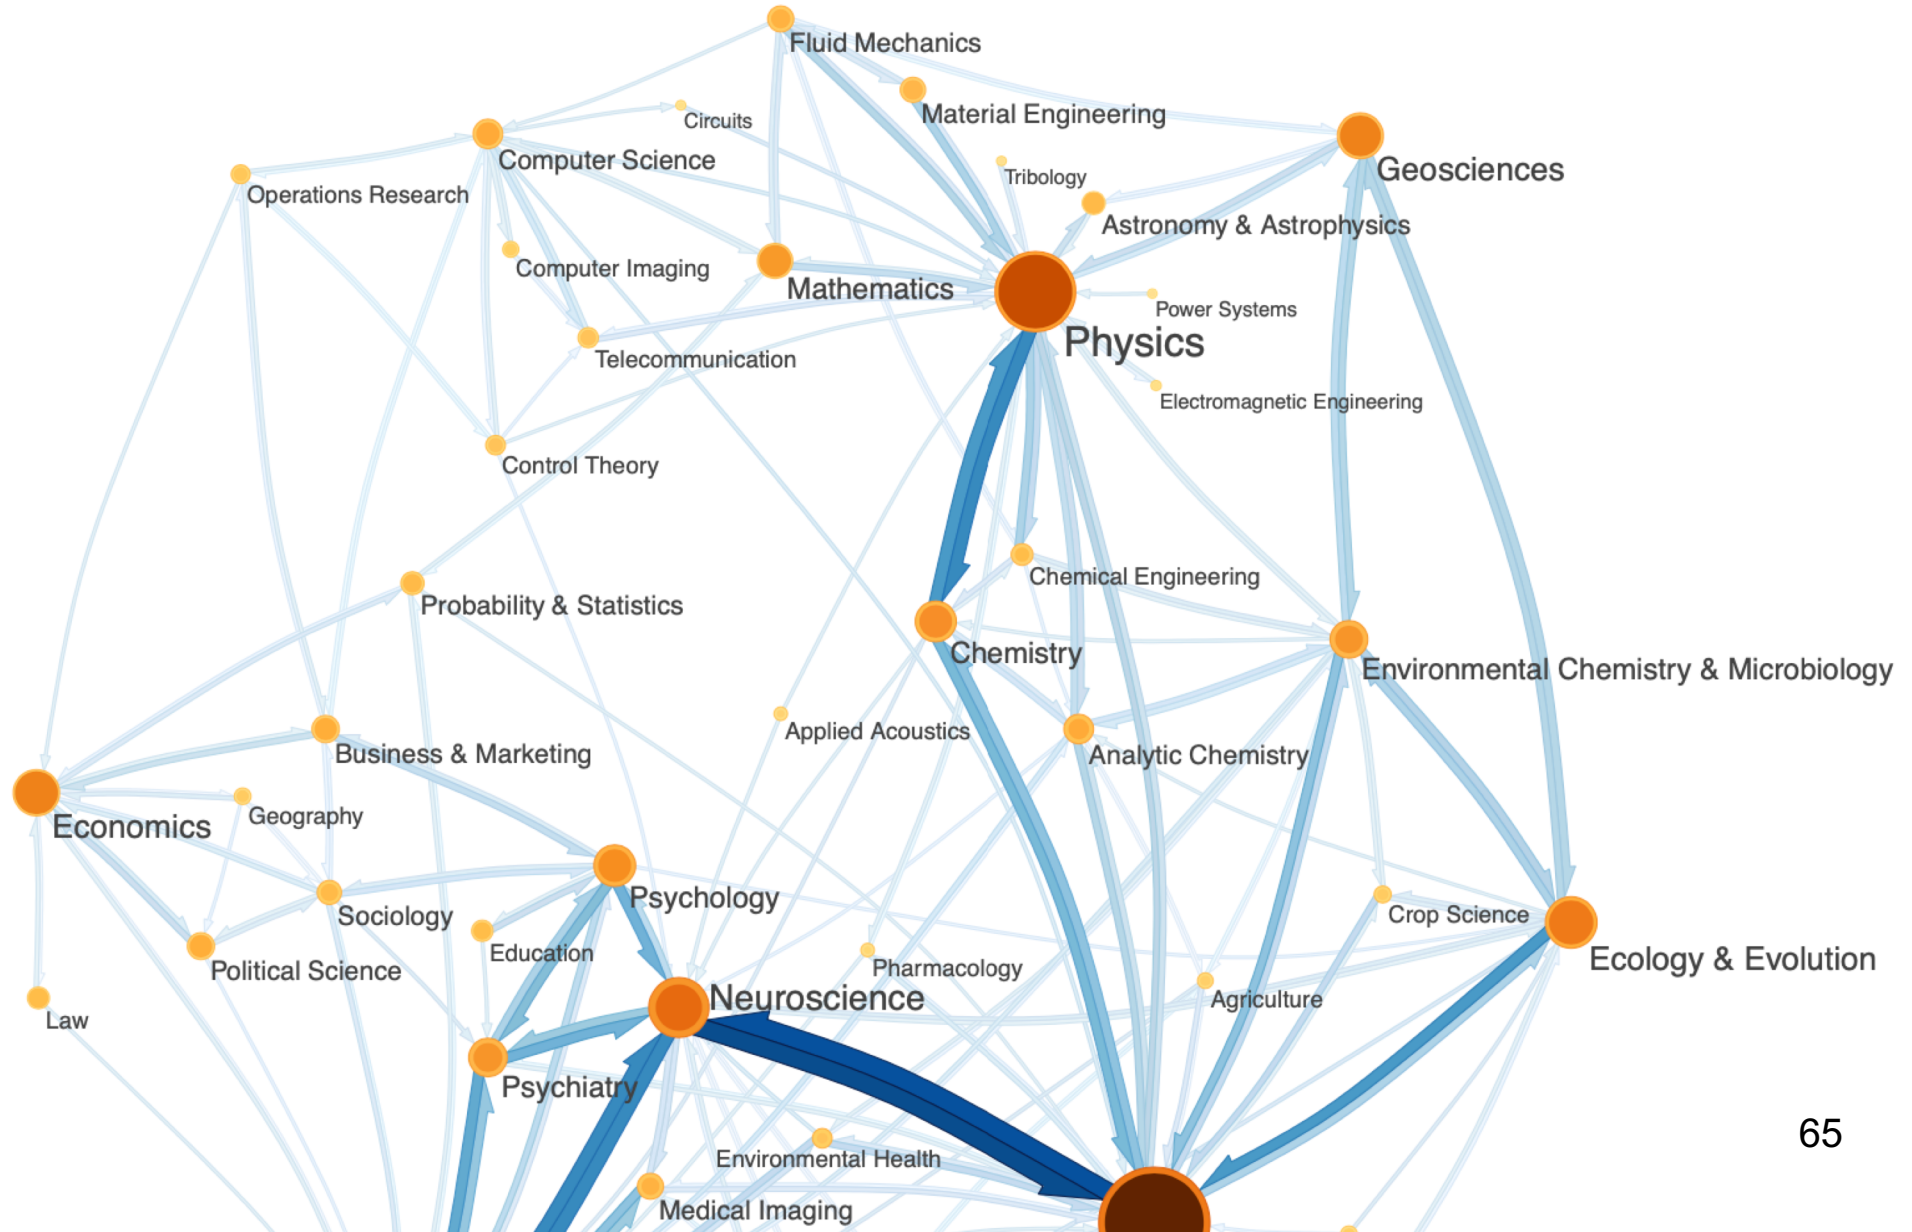 Fluid Mechanics
Material Engineering
Circuits
Computer Science
Geosciences
Tribology
Operations Research
Astronomy & Astrophysics
Computer Imaging
Mathematics
Power Systems
Physics
Telecommunication
Electromagnetic Engineering
Control Theory
Chemical Engineering
Probability & Statistics
Chemistry
Environmental Chemistry & Microbiology
Applied Acoustics
Business & Marketing
Analytic Chemistry
Geography
Economics
Psychology
Sociology
Crop Science
Education
Ecology & Evolution
Political Science
Pharmacology
Neuroscience
Agriculture
Law
Psychiatry
65
Environmental Health
Medical Imaging